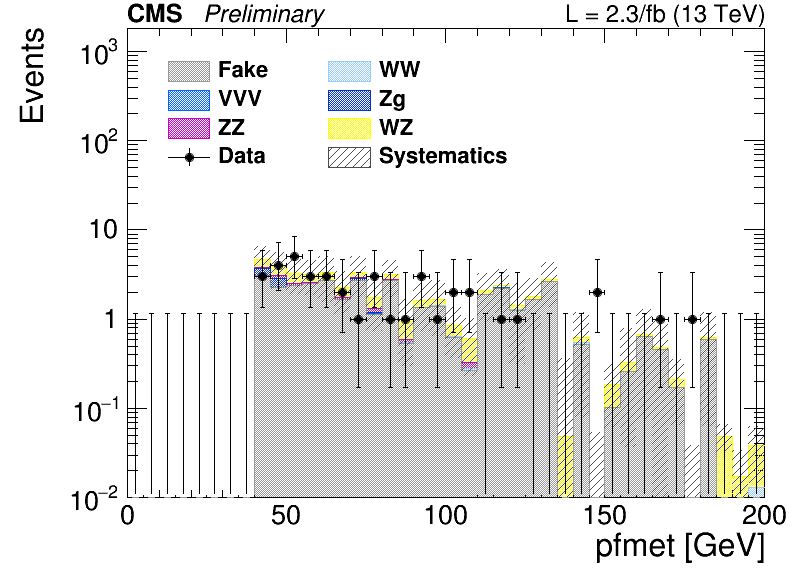 CMS Preliminary L = 2.3/fb (13 TeV)
Events
10³
10²
10
1
10⁻¹
10⁻²
Fake WW
VVV Zg
ZZ WZ
Data Systematics
0 50 100 150 200
pfmet [GeV]